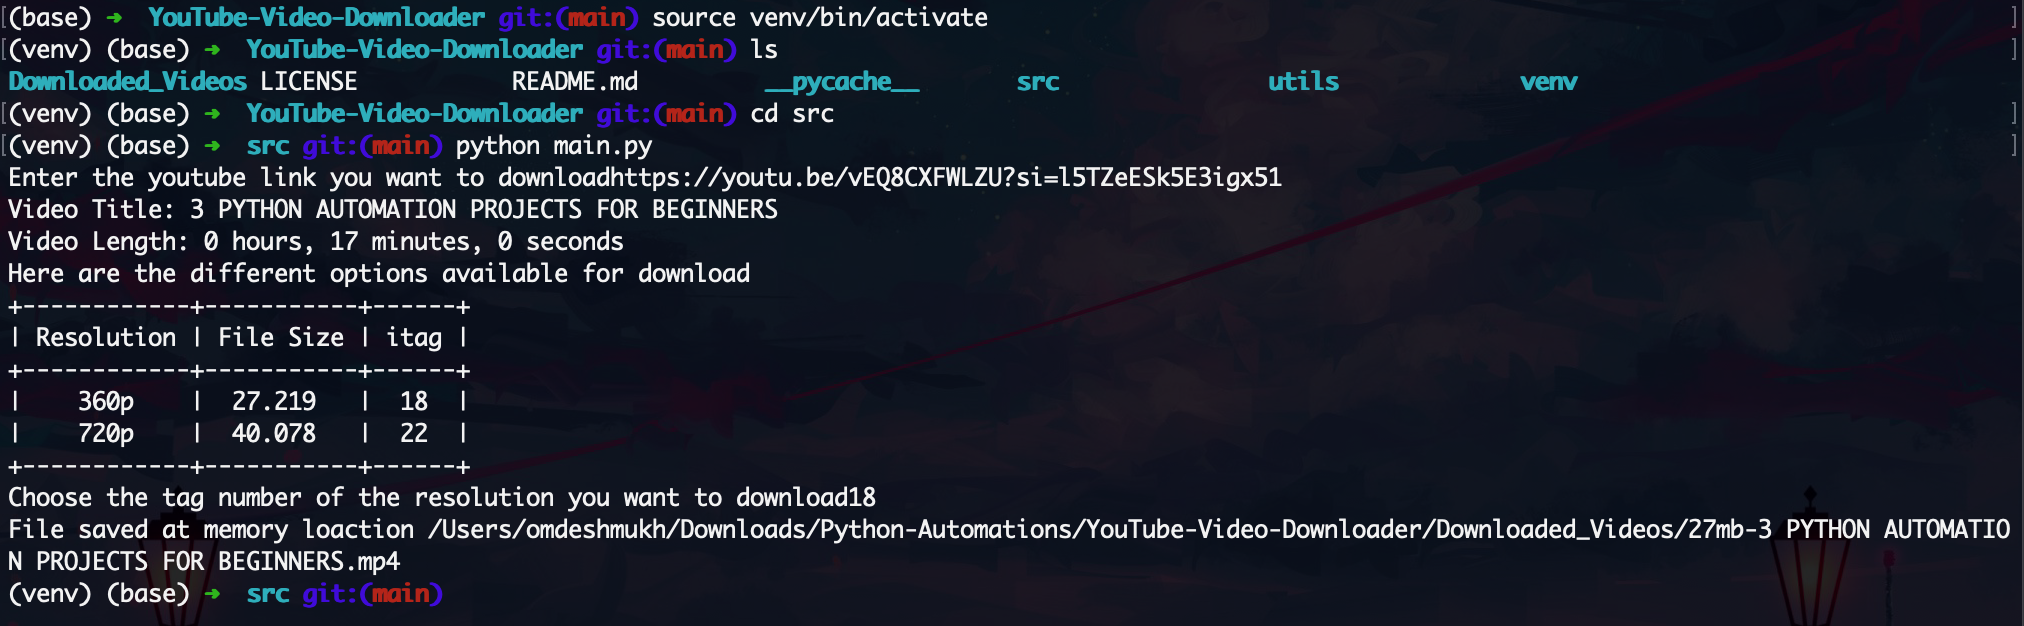 [(base) ➜  YouTube-Video-Downloader git:(main) source venv/bin/activate ]
[(venv) (base) ➜  YouTube-Video-Downloader git:(main) ls ]
Downloaded_Videos LICENSE           README.md         __pycache__       src               utils             venv
[(venv) (base) ➜  YouTube-Video-Downloader git:(main) cd src ]
[(venv) (base) ➜  src git:(main) python main.py ]
Enter the youtube link you want to downloadhttps://youtu.be/vEQ8CXFWLZU?si=l5TZeESk5E3igx51
Video Title: 3 PYTHON AUTOMATION PROJECTS FOR BEGINNERS
Video Length: 0 hours, 17 minutes, 0 seconds
Here are the different options available for download
+------------+-----------+------+
| Resolution | File Size | itag |
+------------+-----------+------+
|    360p    |  27.219   |  18  |
|    720p    |  40.078   |  22  |
+------------+-----------+------+
Choose the tag number of the resolution you want to download18
File saved at memory loaction /Users/omdeshmukh/Downloads/Python-Automations/YouTube-Video-Downloader/Downloaded_Videos/27mb-3 PYTHON AUTOMATIO
N PROJECTS FOR BEGINNERS.mp4
(venv) (base) ➜  src git:(main)